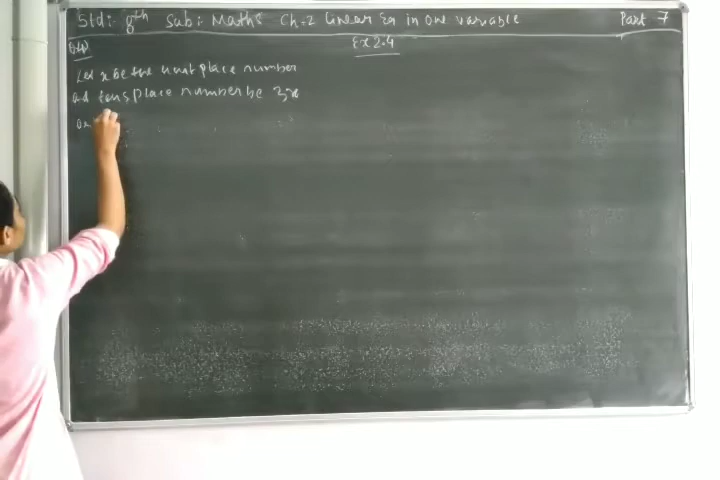 Std: 8th Sub: Maths Ch:2 Linear Eq in One variable Part 7
Ex 2.4
Let x be the unit place number
and tens place number be 3x